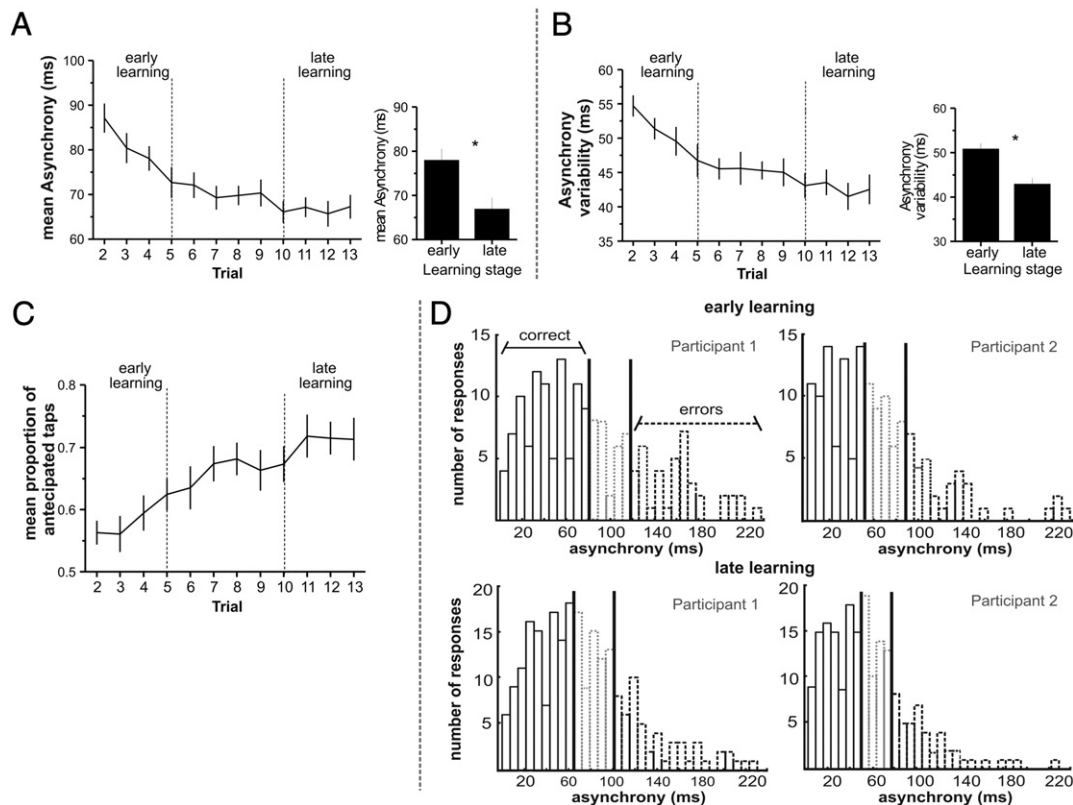 A
early
learning
late
learning
mean Asynchrony (ms)
100
90
80
70
60
2 3 4 5 6 7 8 9 10 11 12 13
Trial
mean Asynchrony (ms)
90
80
70
60
early late
Learning stage
*
B
early
learning
late
learning
Asynchrony
variability (ms)
60
55
50
45
40
35
25
2 3 4 5 6 7 8 9 10 11 12 13
Trial
Asynchrony
variability (ms)
60
50
40
30
early late
Learning stage
*
C
early
learning
late
learning
mean proportion of
antecipated taps
0.8
0.7
0.6
0.5
2 3 4 5 6 7 8 9 10 11 12 13
Trial
D
early learning
number of responses
15
10
5
correct
Participant 1
errors
20 60 100 140 180 220
asynchrony (ms)
15
10
5
Participant 2
20 60 100 140 180 220
asynchrony (ms)
late learning
number of responses
20
15
10
5
Participant 1
20 60 100 140 180 220
asynchrony (ms)
20
15
10
5
Participant 2
20 60 100 140 180 220
asynchrony (ms)